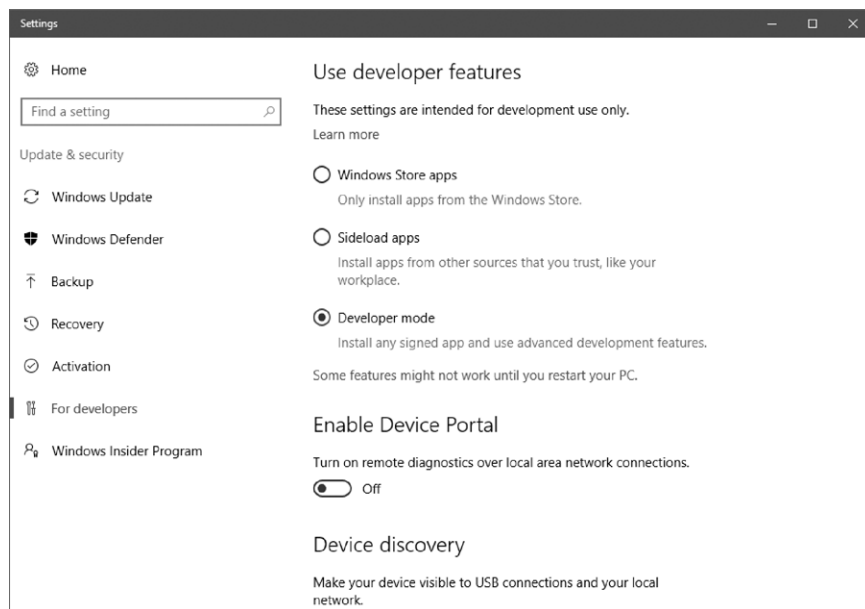 Settings
Home
Find a setting
Update & security
Windows Update
Windows Defender
Backup
Recovery
Activation
For developers
Windows Insider Program
Use developer features
These settings are intended for development use only.
Learn more
Windows Store apps
Only install apps from the Windows Store.
Sideload apps
Install apps from other sources that you trust, like your
workplace.
Developer mode
Install any signed app and use advanced development features.
Some features might not work until you restart your PC.
Enable Device Portal
Turn on remote diagnostics over local area network connections.
Off
Device discovery
Make your device visible to USB connections and your local
network.